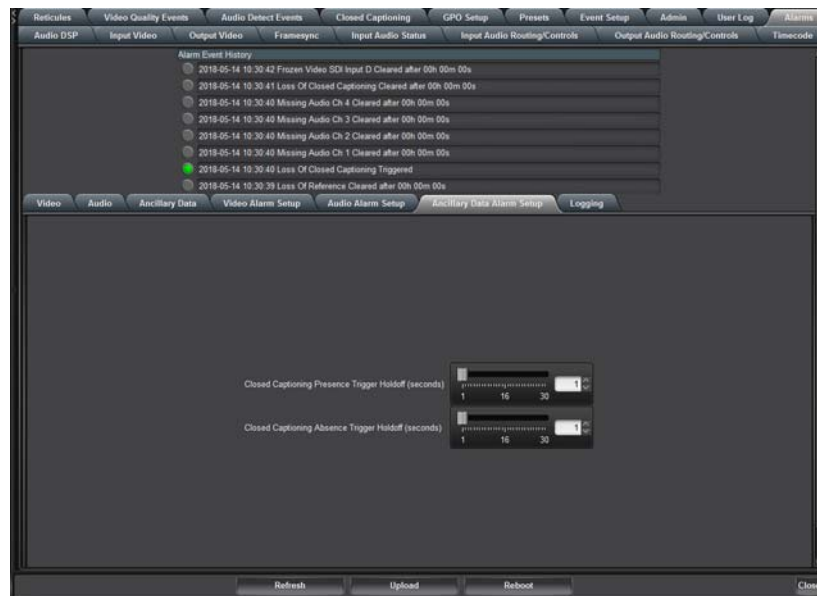 Reticules Video Quality Events Audio Detect Events Closed Captioning GPO Setup Presets Event Setup Admin User Log Alarms
Audio DSP Input Video Output Video Framesync Input Audio Status Input Audio Routing/Controls Output Audio Routing/Controls Timecode
Alarm Event History
2018-05-14 10:30:42 Frozen Video SDI Input D Cleared after 00h 00m 00s
2018-05-14 10:30:41 Loss Of Closed Captioning Cleared after 00h 00m 00s
2018-05-14 10:30:40 Missing Audio Ch 4 Cleared after 00h 00m 00s
2018-05-14 10:30:40 Missing Audio Ch 3 Cleared after 00h 00m 00s
2018-05-14 10:30:40 Missing Audio Ch 2 Cleared after 00h 00m 00s
2018-05-14 10:30:40 Missing Audio Ch 1 Cleared after 00h 00m 00s
2018-05-14 10:30:40 Loss Of Closed Captioning Triggered
2018-05-14 10:30:39 Loss Of Reference Cleared after 00h 00m 00s
Video Audio Ancillary Data Video Alarm Setup Audio Alarm Setup Ancillary Data Alarm Setup Logging
Closed Captioning Presence Trigger Holdoff (seconds) 1
1 16 30
Closed Captioning Absence Trigger Holdoff (seconds) 1
1 16 30
Refresh Upload Reboot Clos